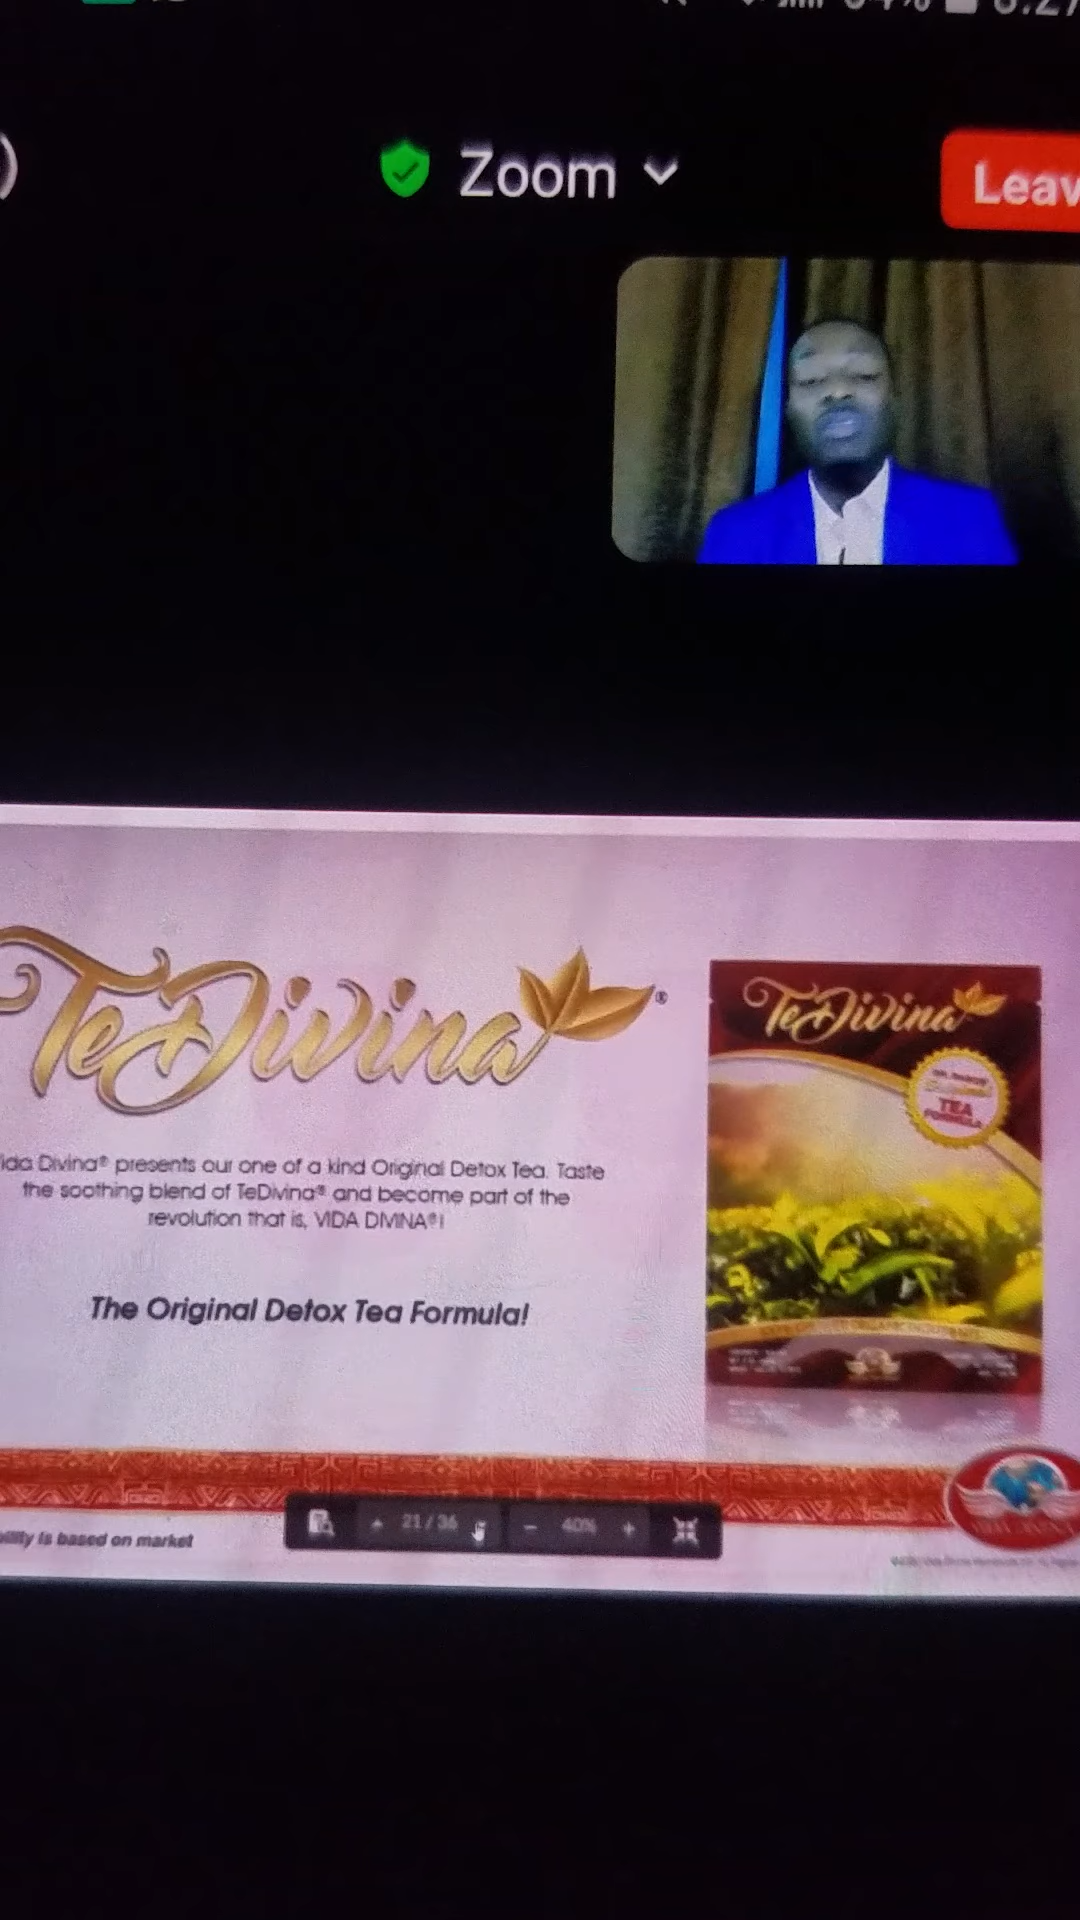 Zoom
Leav
TeDivina®
ida Divina® presents our one of a kind Original Detox Tea. Taste
the soothing blend of TeDivina® and become part of the
revolution that is, VIDA DIVINA®!
The Original Detox Tea Formula!
TeDivina
TEA
FORMULA
21 / 36
40%
ility is based on market